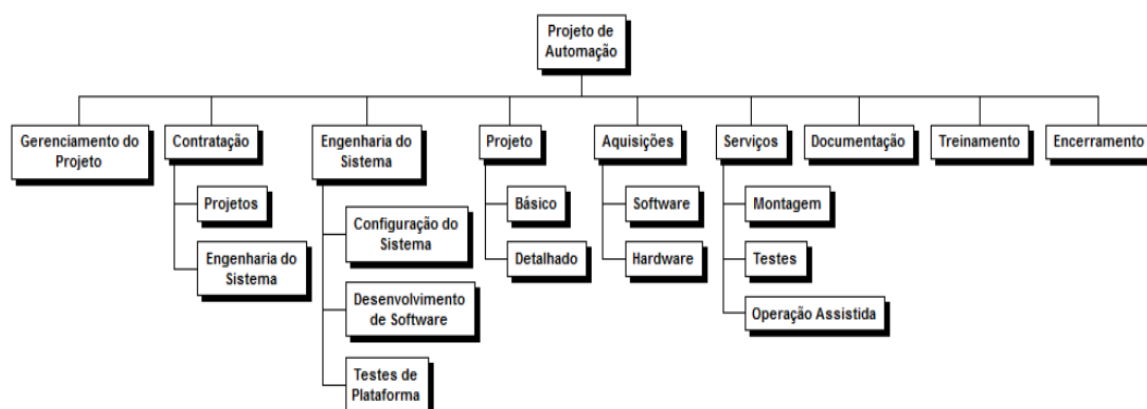 Projeto de
Automação
Gerenciamento do
Projeto
Contratação
Projetos
Engenharia do
Sistema
Engenharia do
Sistema
Configuração do
Sistema
Desenvolvimento
de Software
Testes de
Plataforma
Projeto
Básico
Detalhado
Aquisições
Software
Hardware
Serviços
Montagem
Testes
Operação Assistida
Documentação
Treinamento
Encerramento